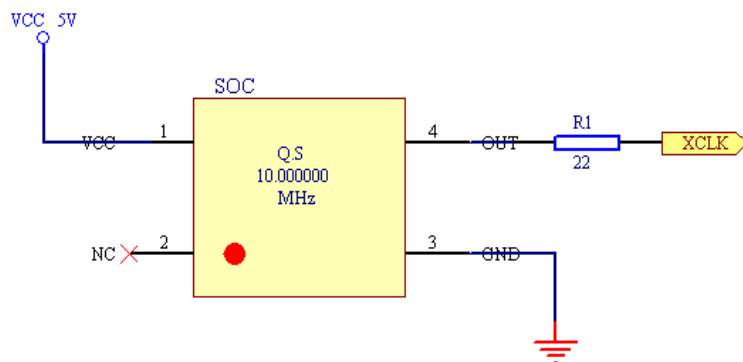 VCC 5V
SOC
1 VCC
4 OUT
R1
22
XCLK
Q.S
10.000000
MHz
NC 2
3 GND